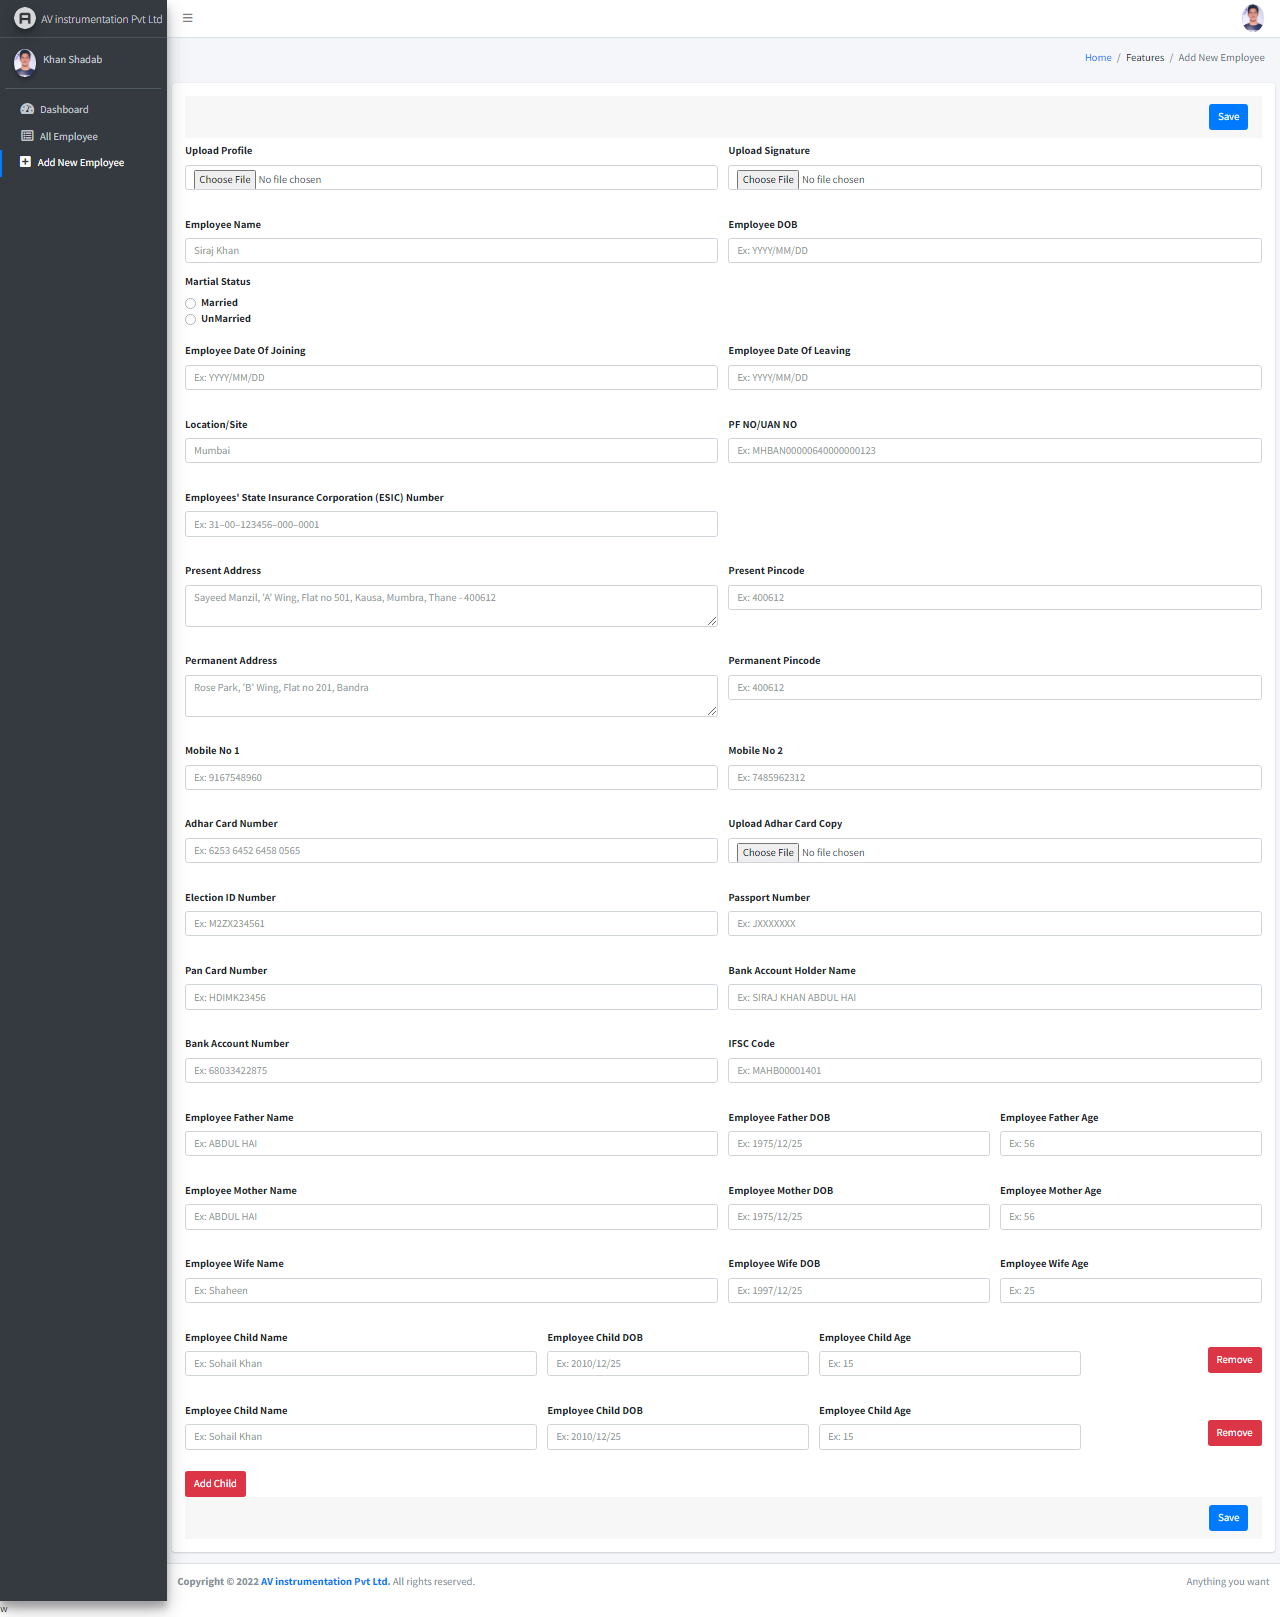 AV instrumentation Pvt Ltd
Khan Shadab
Dashboard
All Employee
Add New Employee
Home / Features / Add New Employee
Save
Upload Profile Upload Signature
Choose File No file chosen Choose File No file chosen
Employee Name Employee DOB
Siraj Khan Ex: YYYY/MM/DD
Martial Status
Married
UnMarried
Employee Date Of Joining Employee Date Of Leaving
Ex: YYYY/MM/DD Ex: YYYY/MM/DD
Location/Site PF NO/UAN NO
Mumbai Ex: MHBAN00000640000000123
Employees' State Insurance Corporation (ESIC) Number
Ex: 31–00–123456–000–0001
Present Address Present Pincode
Sayeed Manzil, 'A' Wing, Flat no 501, Kausa, Mumbra, Thane - 400612 Ex: 400612
Permanent Address Permanent Pincode
Rose Park, 'B' Wing, Flat no 201, Bandra Ex: 400612
Mobile No 1 Mobile No 2
Ex: 9167548960 Ex: 7485962312
Adhar Card Number Upload Adhar Card Copy
Ex: 6253 6452 6458 0565 Choose File No file chosen
Election ID Number Passport Number
Ex: M2ZX234561 Ex: JXXXXXXX
Pan Card Number Bank Account Holder Name
Ex: HDIMK23456 Ex: SIRAJ KHAN ABDUL HAI
Bank Account Number IFSC Code
Ex: 68033422875 Ex: MAHB00001401
Employee Father Name Employee Father DOB Employee Father Age
Ex: ABDUL HAI Ex: 1975/12/25 Ex: 56
Employee Mother Name Employee Mother DOB Employee Mother Age
Ex: ABDUL HAI Ex: 1975/12/25 Ex: 56
Employee Wife Name Employee Wife DOB Employee Wife Age
Ex: Shaheen Ex: 1997/12/25 Ex: 25
Employee Child Name Employee Child DOB Employee Child Age
Ex: Sohail Khan Ex: 2010/12/25 Ex: 15 Remove
Employee Child Name Employee Child DOB Employee Child Age
Ex: Sohail Khan Ex: 2010/12/25 Ex: 15 Remove
Add Child
Save
Copyright © 2022 AV instrumentation Pvt Ltd. All rights reserved. Anything you want
w